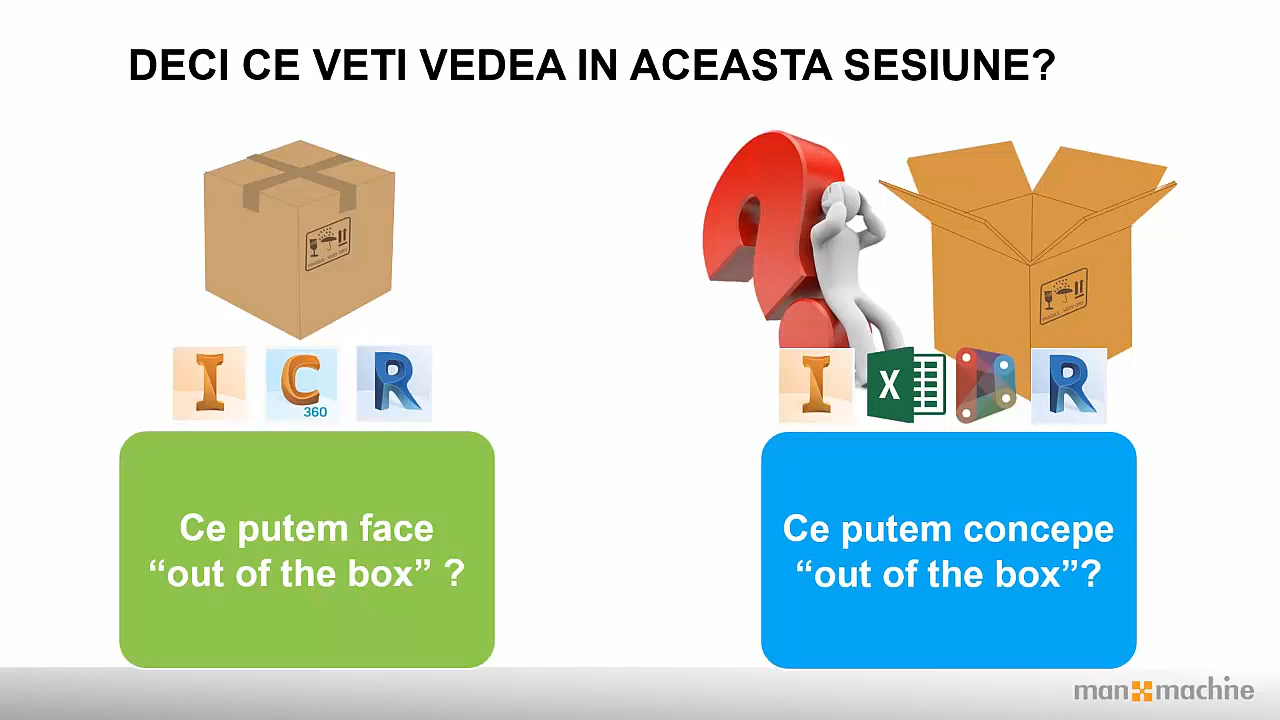 DECI CE VETI VEDEA IN ACEASTA SESIUNE?
I
C
360
R
I
X
R
Ce putem face
“out of the box” ?
Ce putem concepe
“out of the box”?
man machine